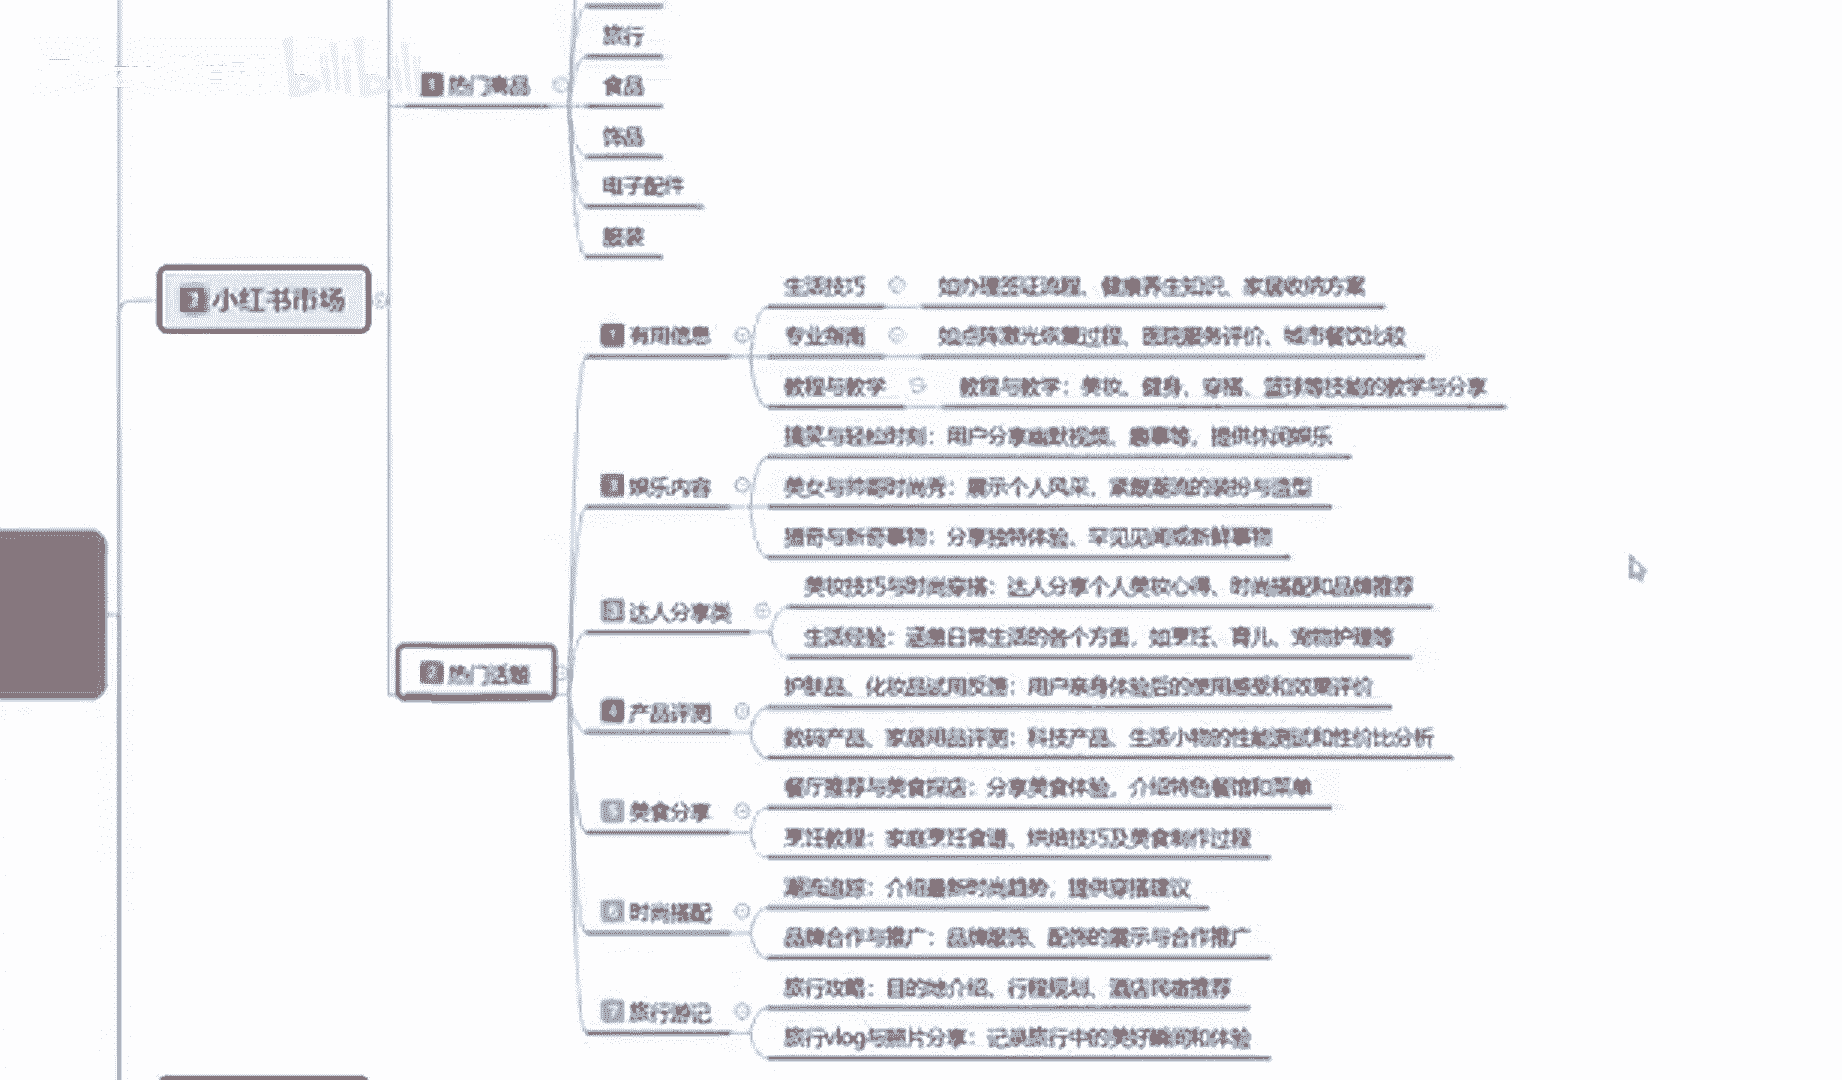 bilibili
旅行
1 热门商品
食品
饰品
电子配件
服装
2 小红书市场
生活技巧
如办理签证流程、健康养生知识、家居收纳方案
1 有用信息
专业指南
如点阵激光恢复过程、医院服务评价、城市餐饮比较
教程与教学
教程与教学：美妆、健身、穿搭、篮球等技能的教学与分享
搞笑与轻松时刻：用户分享幽默视频、趣事等，提供休闲娱乐
2 娱乐内容
美女与帅哥时尚秀：展示个人风采，紧跟潮流的装扮与造型
猎奇与新奇事物：分享独特体验、罕见见闻或新鲜事物
美妆技巧与时尚穿搭：达人分享个人美妆心得、时尚搭配和品牌推荐
3 达人分享类
生活经验：涵盖日常生活的各个方面，如烹饪、育儿、宠物护理等
2 热门话题
护肤品、化妆品试用反馈：用户亲身体验后的使用感受和效果评价
4 产品评测
数码产品、家居用品评测：科技产品、生活小物的性能测试和性价比分析
餐厅推荐与美食探店：分享美食体验，介绍特色餐馆和菜单
5 美食分享
烹饪教程：家庭烹饪食谱、烘焙技巧及美食制作过程
潮流追踪：介绍最新时尚趋势，提供穿搭建议
6 时尚搭配
品牌合作与推广：品牌服饰、配饰的展示与合作推广
旅行攻略：目的地介绍、行程规划、酒店民宿推荐
7 旅行游记
旅行vlog与照片分享：记录旅行中的美好瞬间和体验